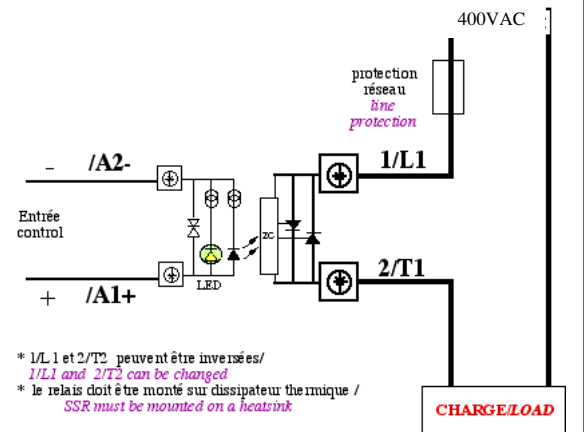 400VAC
protection
réseau
line
protection
- /A2-
1/L1
Entrée
control
ZC
LED
2/T1
+ /A1+
* 1/L1 et 2/T2 peuvent être inversées/
1/L1 and 2/T2 can be changed
* le relais doit être monté sur dissipateur thermique /
SSR must be mounted on a heatsink
CHARGE/LOAD